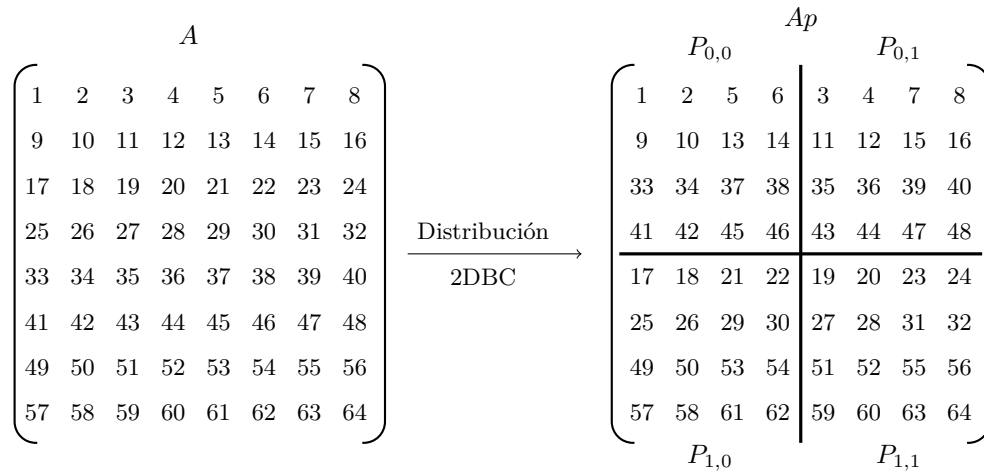 A Ap
P0,0 P0,1
1 2 3 4 5 6 7 8 1 2 5 6 3 4 7 8
9 10 11 12 13 14 15 16 9 10 13 14 11 12 15 16
17 18 19 20 21 22 23 24 33 34 37 38 35 36 39 40
25 26 27 28 29 30 31 32 Distribución 41 42 45 46 43 44 47 48
2DBC
33 34 35 36 37 38 39 40 17 18 21 22 19 20 23 24
41 42 43 44 45 46 47 48 25 26 29 30 27 28 31 32
49 50 51 52 53 54 55 56 49 50 53 54 51 52 55 56
57 58 59 60 61 62 63 64 57 58 61 62 59 60 63 64
P1,0 P1,1